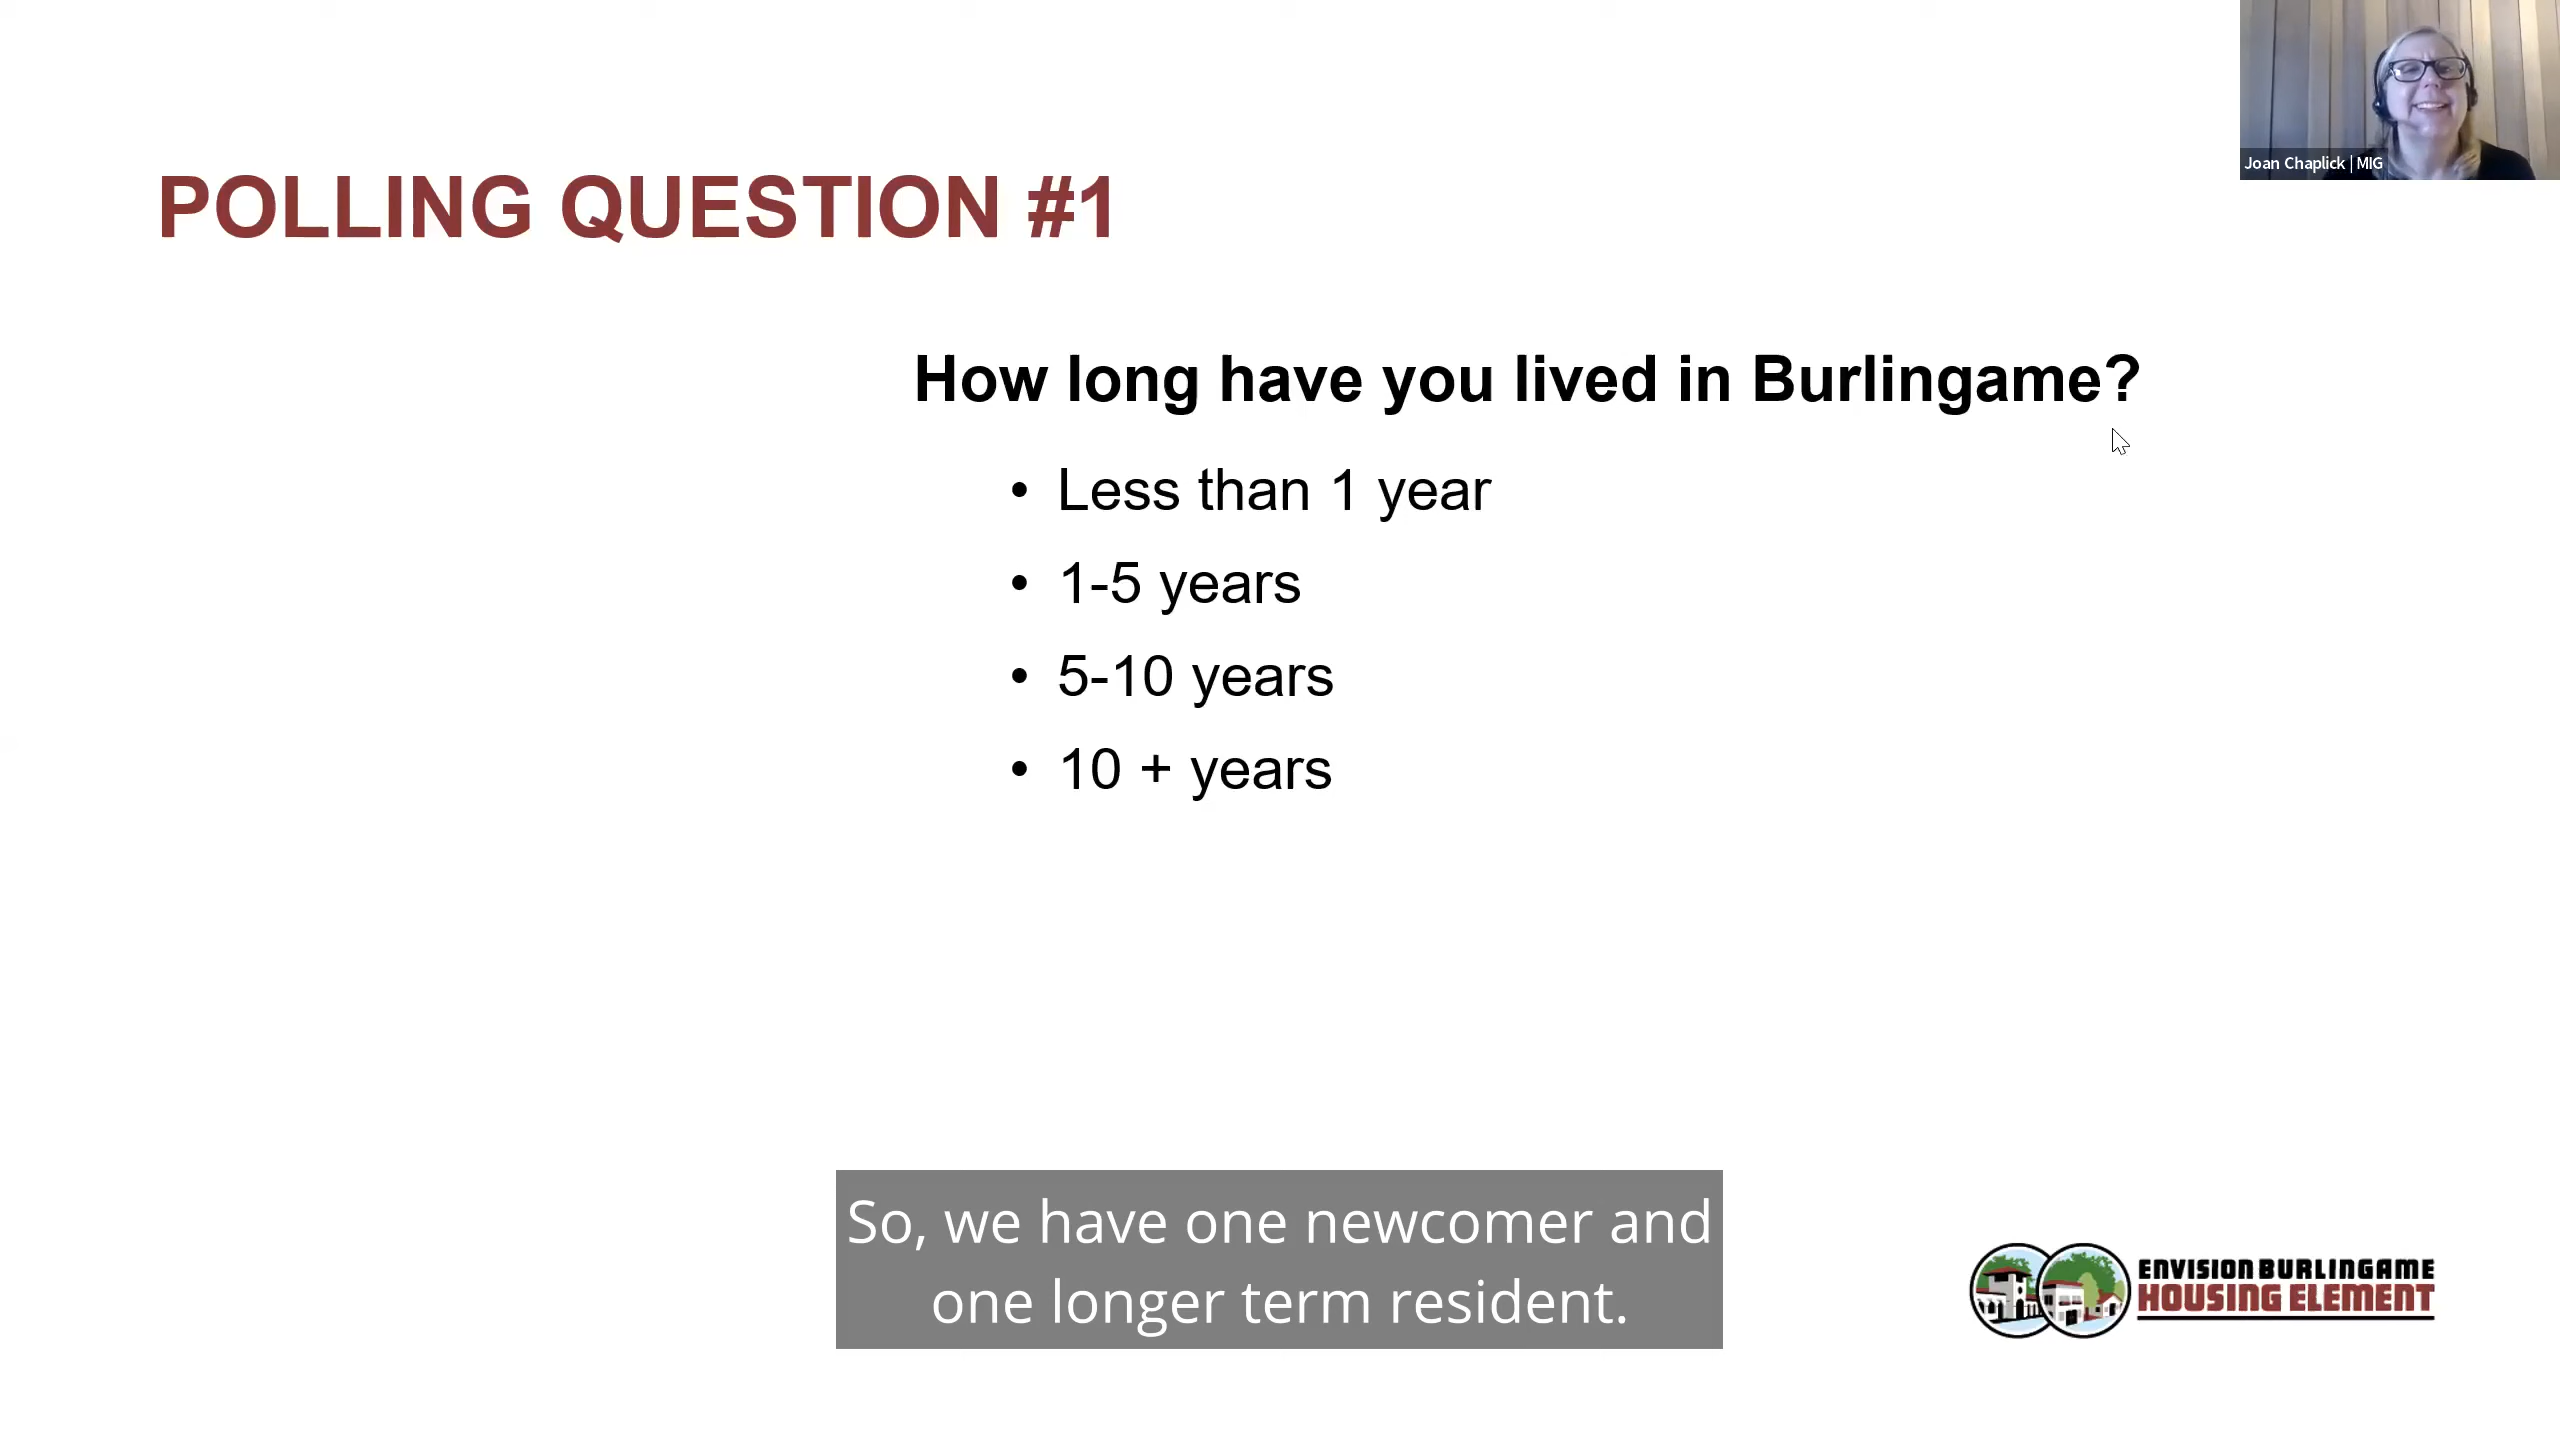 Joan Chaplick | MIG
POLLING QUESTION #1
How long have you lived in Burlingame?
• Less than 1 year
• 1-5 years
• 5-10 years
• 10 + years
So, we have one newcomer and
one longer term resident.
ENVISION BURLINGAME
HOUSING ELEMENT